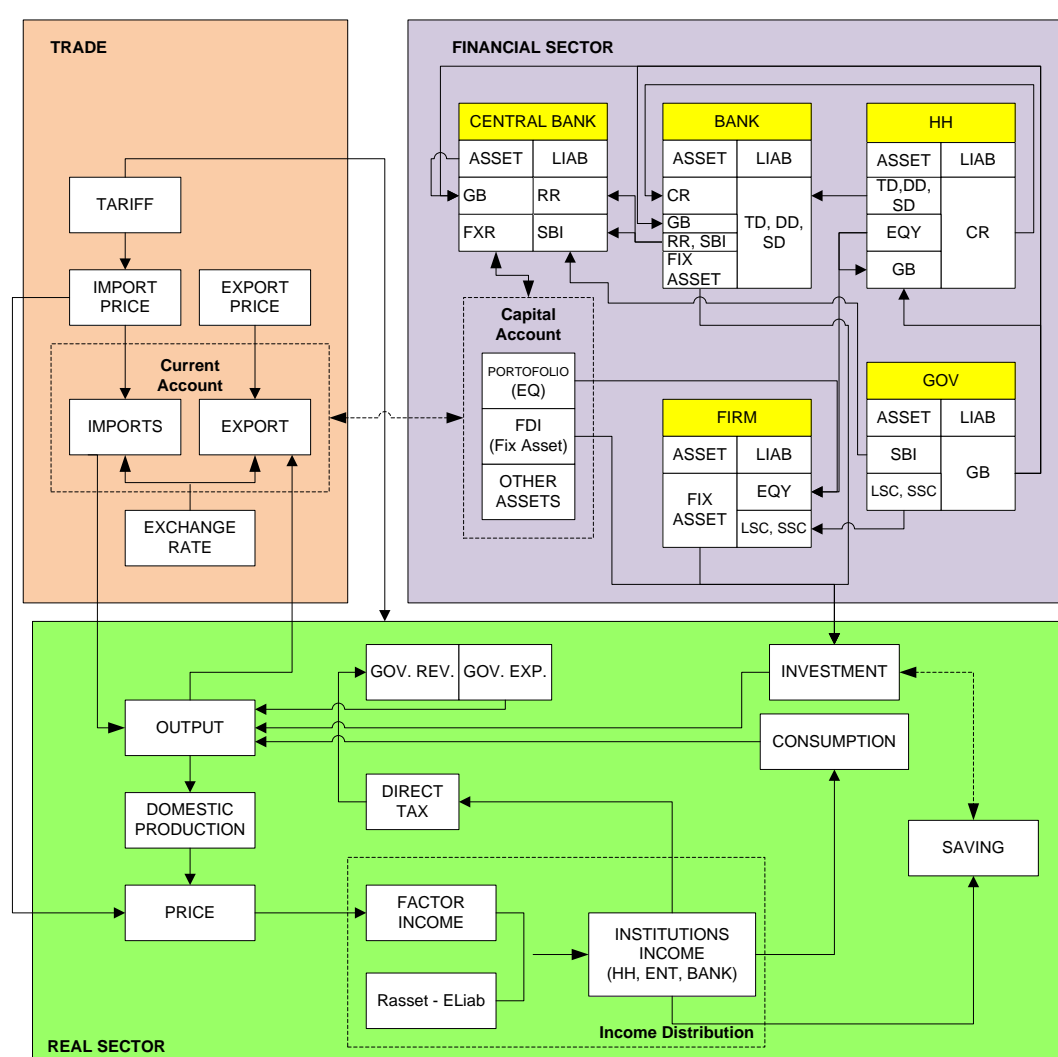 TRADE
TARIFF
IMPORT
PRICE
EXPORT
PRICE
Current
Account
IMPORTS
EXPORT
EXCHANGE
RATE
FINANCIAL SECTOR
CENTRAL BANK
ASSET
LIAB
GB
RR
FXR
SBI
BANK
ASSET
LIAB
CR
GB
RR, SBI
FIX
ASSET
TD, DD,
SD
HH
ASSET
LIAB
TD,DD,
SD
EQY
GB
CR
Capital
Account
PORTOFOLIO
(EQ)
FDI
(Fix Asset)
OTHER
ASSETS
FIRM
ASSET
LIAB
FIX
ASSET
EQY
LSC, SSC
GOV
ASSET
LIAB
SBI
LSC, SSC
GB
GOV. REV.
GOV. EXP.
INVESTMENT
OUTPUT
CONSUMPTION
DIRECT
TAX
DOMESTIC
PRODUCTION
SAVING
PRICE
FACTOR
INCOME
INSTITUTIONS
INCOME
(HH, ENT, BANK)
Rasset - ELiab
Income Distribution
REAL SECTOR